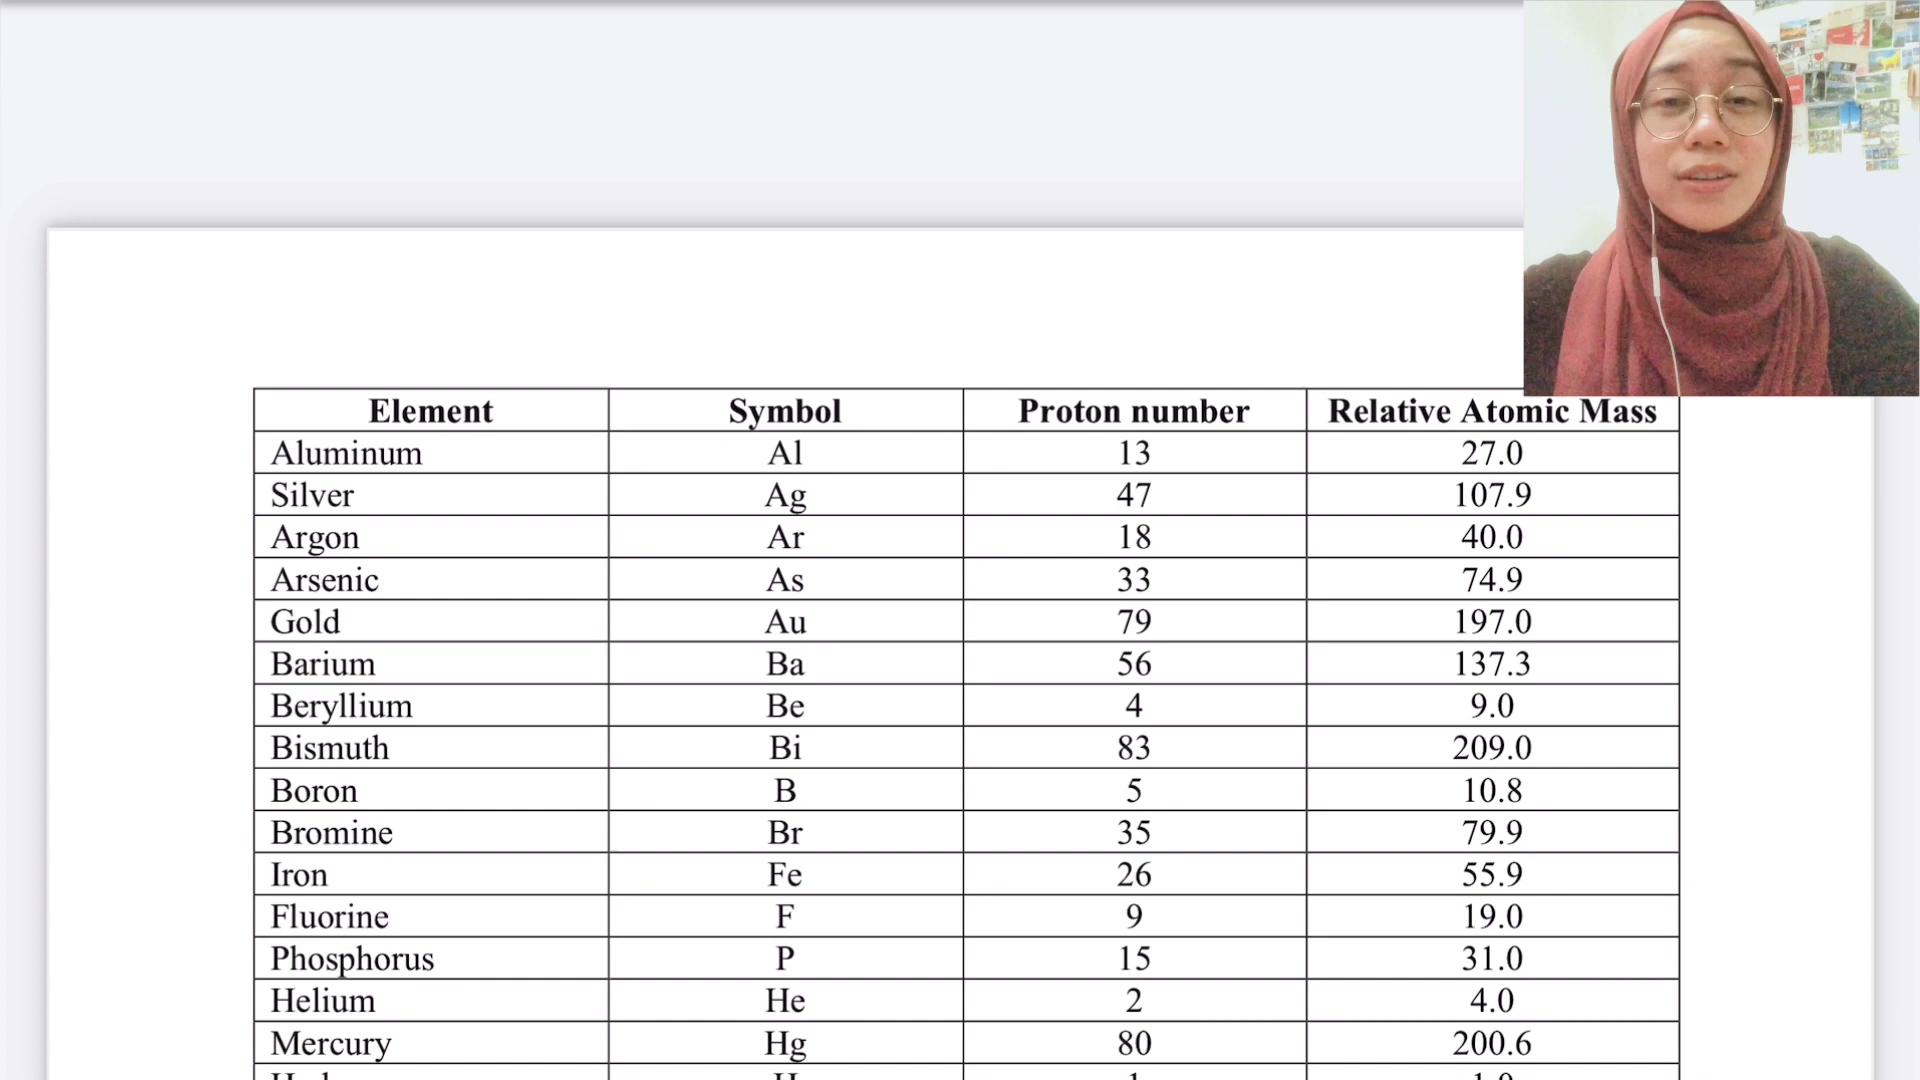 Element Symbol Proton number Relative Atomic Mass
Aluminum Al 13 27.0
Silver Ag 47 107.9
Argon Ar 18 40.0
Arsenic As 33 74.9
Gold Au 79 197.0
Barium Ba 56 137.3
Beryllium Be 4 9.0
Bismuth Bi 83 209.0
Boron B 5 10.8
Bromine Br 35 79.9
Iron Fe 26 55.9
Fluorine F 9 19.0
Phosphorus P 15 31.0
Helium He 2 4.0
Mercury Hg 80 200.6